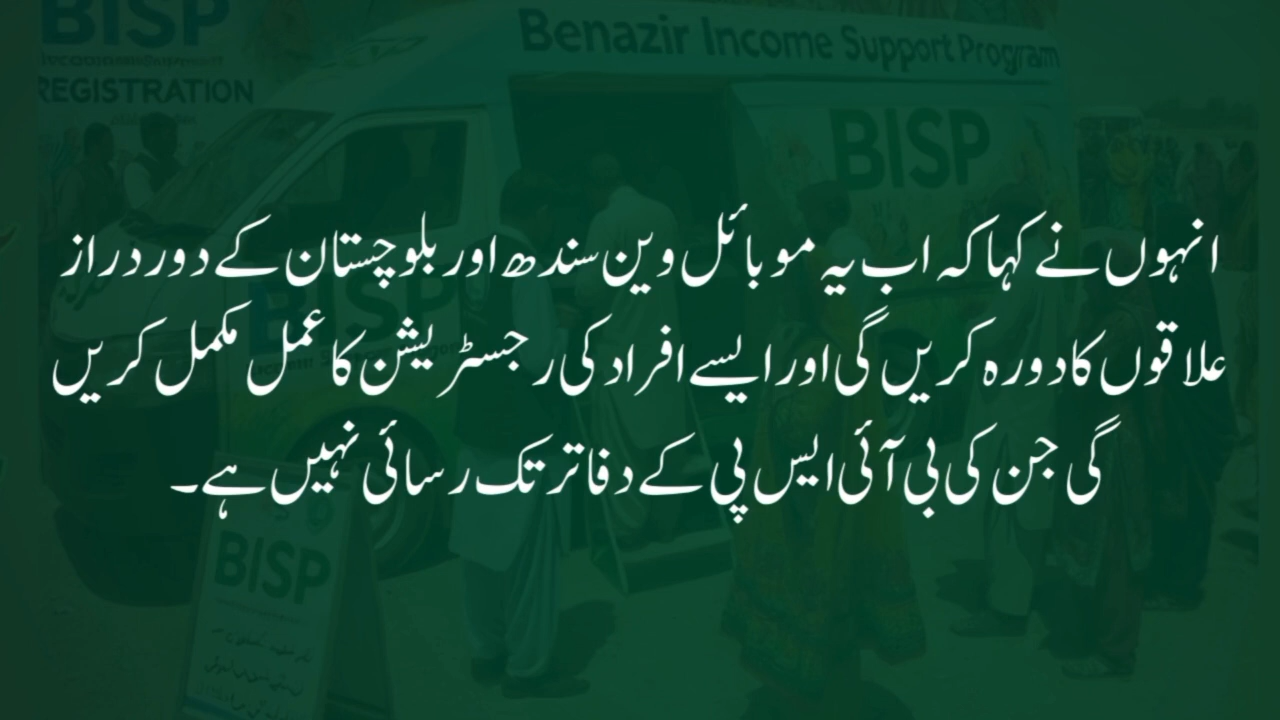 BISP
REGISTRATION
Benazir Income Support Program
BISP
انہوں نے کہا کہ اب یہ موبائل وین سندھ اور بلوچستان کے دور دراز
علاقوں کا دورہ کریں گی اور ایسے افراد کی رجسٹریشن کا عمل مکمل کریں
گی جن کی بی آئی ایس پی کے دفاتر تک رسائی نہیں ہے۔
BISP
BISP